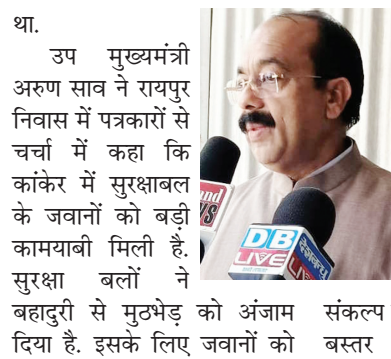 था.
उप मुख्यमंत्री
अरुण साव ने रायपुर
निवास में पत्रकारों से
चर्चा में कहा कि
कांकेर में सुरक्षाबल
के जवानों को बड़ी
कामयाबी मिली है.
सुरक्षा बलों ने
बहादुरी से मुठभेड़ को अंजाम
दिया है. इसके लिए जवानों को
संकल्प
बस्तर
DB
LIVE
LIVE